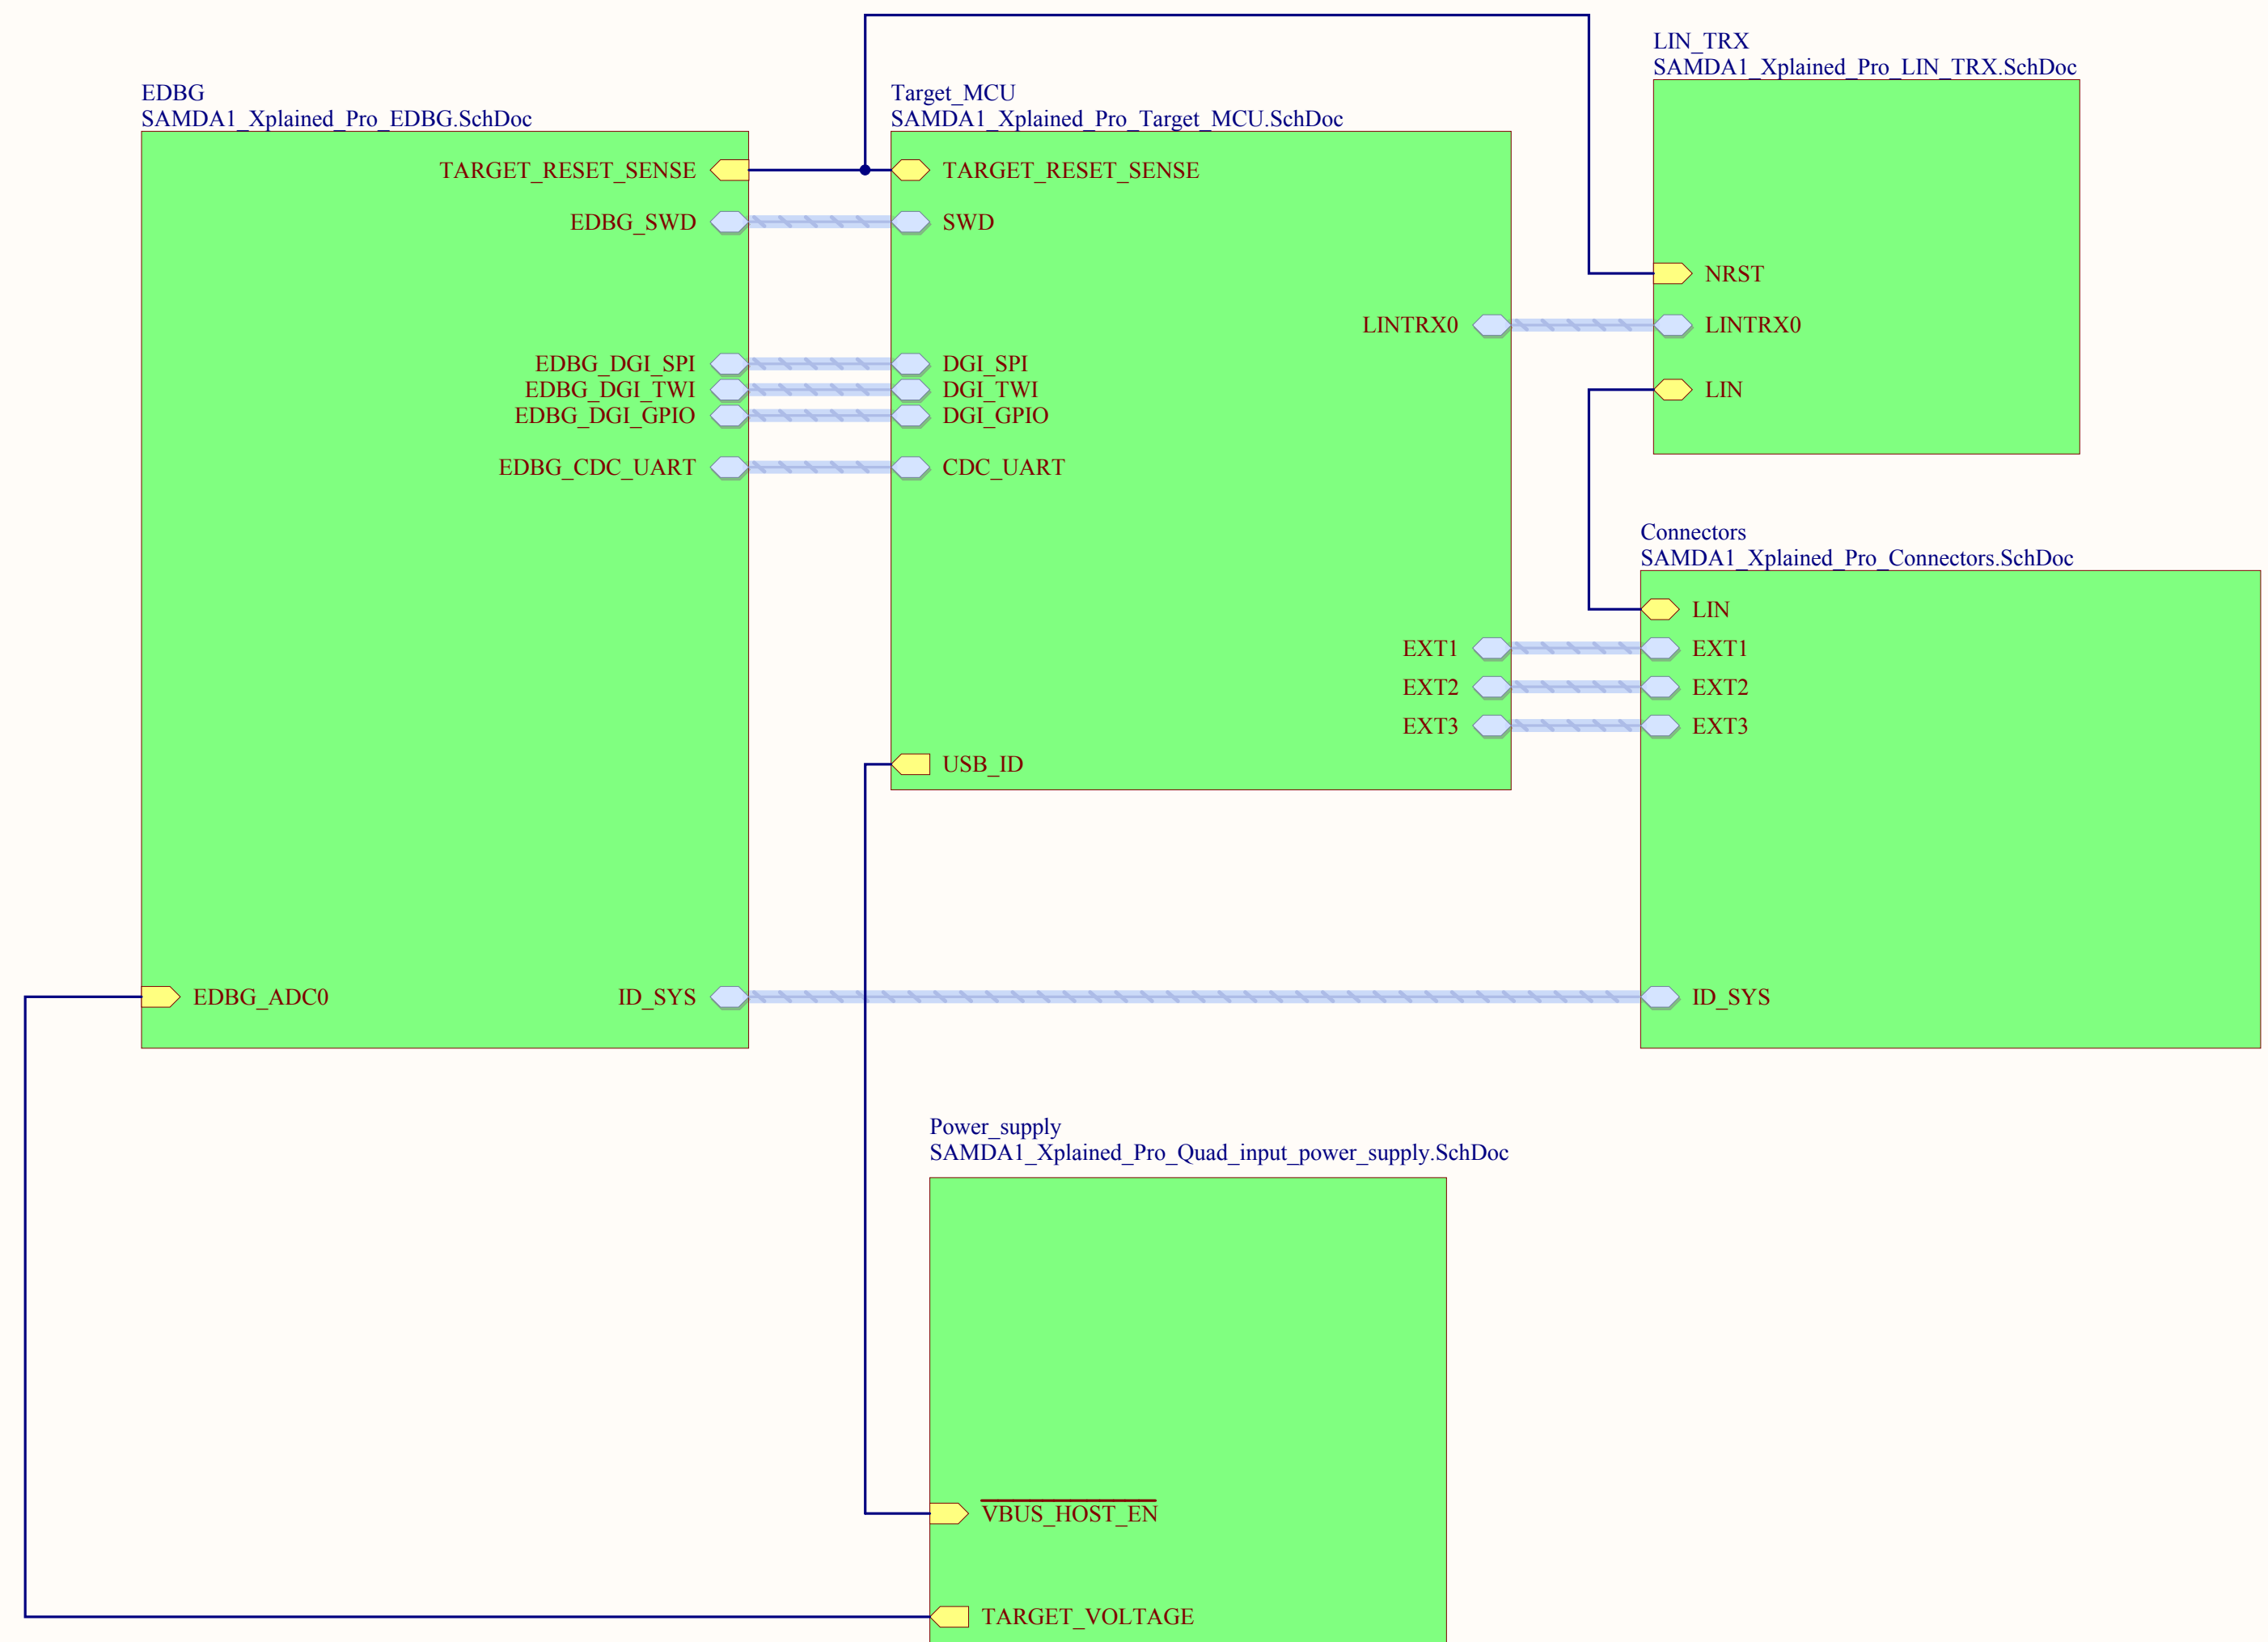 EDBG
SAMDA1_Xplained_Pro_EDBG.SchDoc
TARGET_RESET_SENSE
EDBG_SWD
EDBG_DGI_SPI
EDBG_DGI_TWI
EDBG_DGI_GPIO
EDBG_CDC_UART
EDBG_ADC0
ID_SYS
Target_MCU
SAMDA1_Xplained_Pro_Target_MCU.SchDoc
TARGET_RESET_SENSE
SWD
LINTRX0
DGI_SPI
DGI_TWI
DGI_GPIO
CDC_UART
EXT1
EXT2
EXT3
USB_ID
LIN_TRX
SAMDA1_Xplained_Pro_LIN_TRX.SchDoc
NRST
LINTRX0
LIN
Connectors
SAMDA1_Xplained_Pro_Connectors.SchDoc
LIN
EXT1
EXT2
EXT3
ID_SYS
Power_supply
SAMDA1_Xplained_Pro_Quad_input_power_supply.SchDoc
VBUS_HOST_EN
TARGET_VOLTAGE